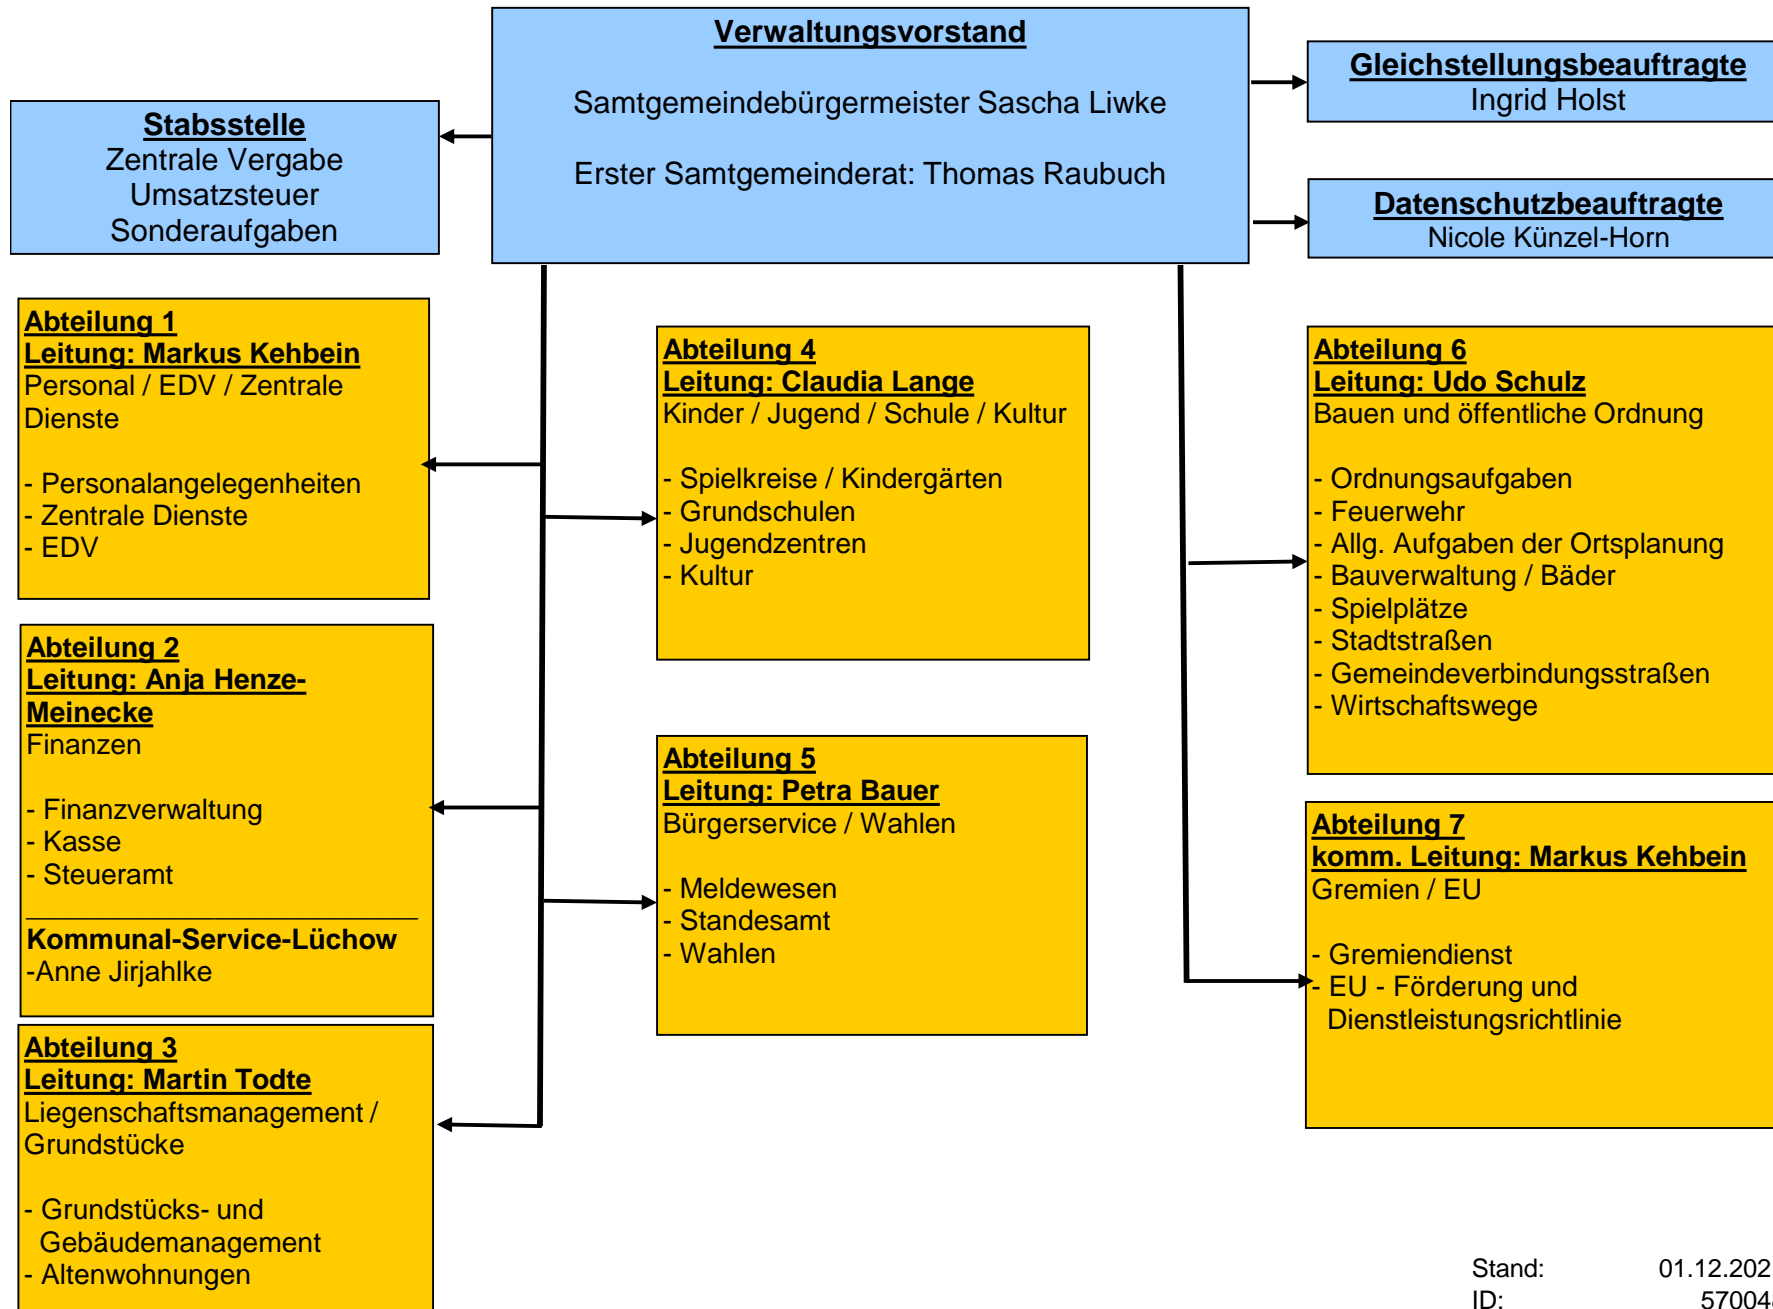 Verwaltungsvorstand
Samtgemeindebürgermeister Sascha Liwke
Erster Samtgemeinderat: Thomas Raubuch
Gleichstellungsbeauftragte
Ingrid Holst
Stabsstelle
Zentrale Vergabe
Umsatzsteuer
Sonderaufgaben
Datenschutzbeauftragte
Nicole Künzel-Horn
Abteilung 1
Leitung: Markus Kehbein
Personal / EDV / Zentrale
Dienste
- Personalangelegenheiten
- Zentrale Dienste
- EDV
Abteilung 2
Leitung: Anja Henze-
Meinecke
Finanzen
- Finanzverwaltung
- Kasse
- Steueramt
Kommunal-Service-Lüchow
-Anne Jirjahlke
Abteilung 3
Leitung: Martin Todte
Liegenschaftsmanagement /
Grundstücke
- Grundstücks- und
Gebäudemanagement
- Altenwohnungen
Abteilung 4
Leitung: Claudia Lange
Kinder / Jugend / Schule / Kultur
- Spielkreise / Kindergärten
- Grundschulen
- Jugendzentren
- Kultur
Abteilung 5
Leitung: Petra Bauer
Bürgerservice / Wahlen
- Meldewesen
- Standesamt
- Wahlen
Abteilung 6
Leitung: Udo Schulz
Bauen und öffentliche Ordnung
- Ordnungsaufgaben
- Feuerwehr
- Allg. Aufgaben der Ortsplanung
- Bauverwaltung / Bäder
- Spielplätze
- Stadtstraßen
- Gemeindeverbindungsstraßen
- Wirtschaftswege
Abteilung 7
komm. Leitung: Markus Kehbein
Gremien / EU
- Gremiendienst
- EU - Förderung und
Dienstleistungsrichtlinie
Stand: 01.12.202
ID: 57004